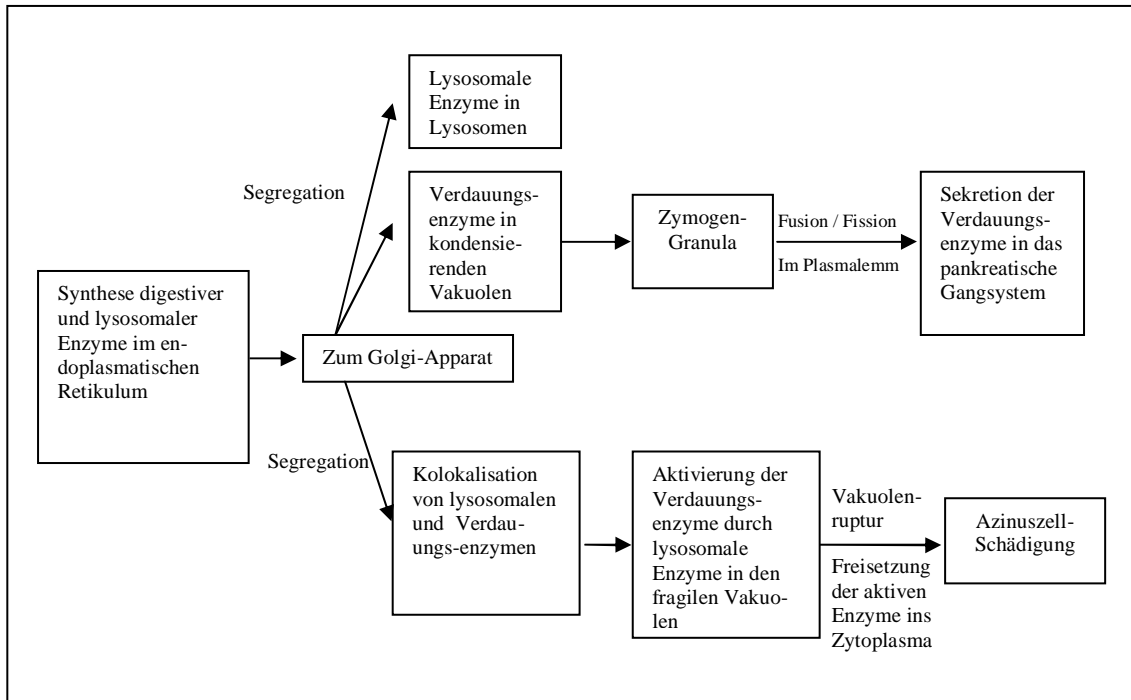 Lysosomale
Enzyme in
Lysosomen
Segregation
Verdauungs-
enzyme in
kondensie-
renden
Vakuolen
Zymogen-
Granula
Fusion / Fission
Im Plasmalemm
Sekretion der
Verdauungs-
enzyme in das
pankreatische
Gangsystem
Synthese digestiver
und lysosomaler
Enzyme im en-
doplasmatischen
Retikulum
Zum Golgi-Apparat
Segregation
Kolokalisation
von lysosomalen
und Verdau-
ungs-enzymen
Aktivierung der
Verdauungs-
enzyme durch
lysosomale
Enzyme in den
fragilen Vakuo-
len
Vakuolen-
ruptur
Freisetzung
der aktiven
Enzyme ins
Zytoplasma
Azinuszell-
Schädigung